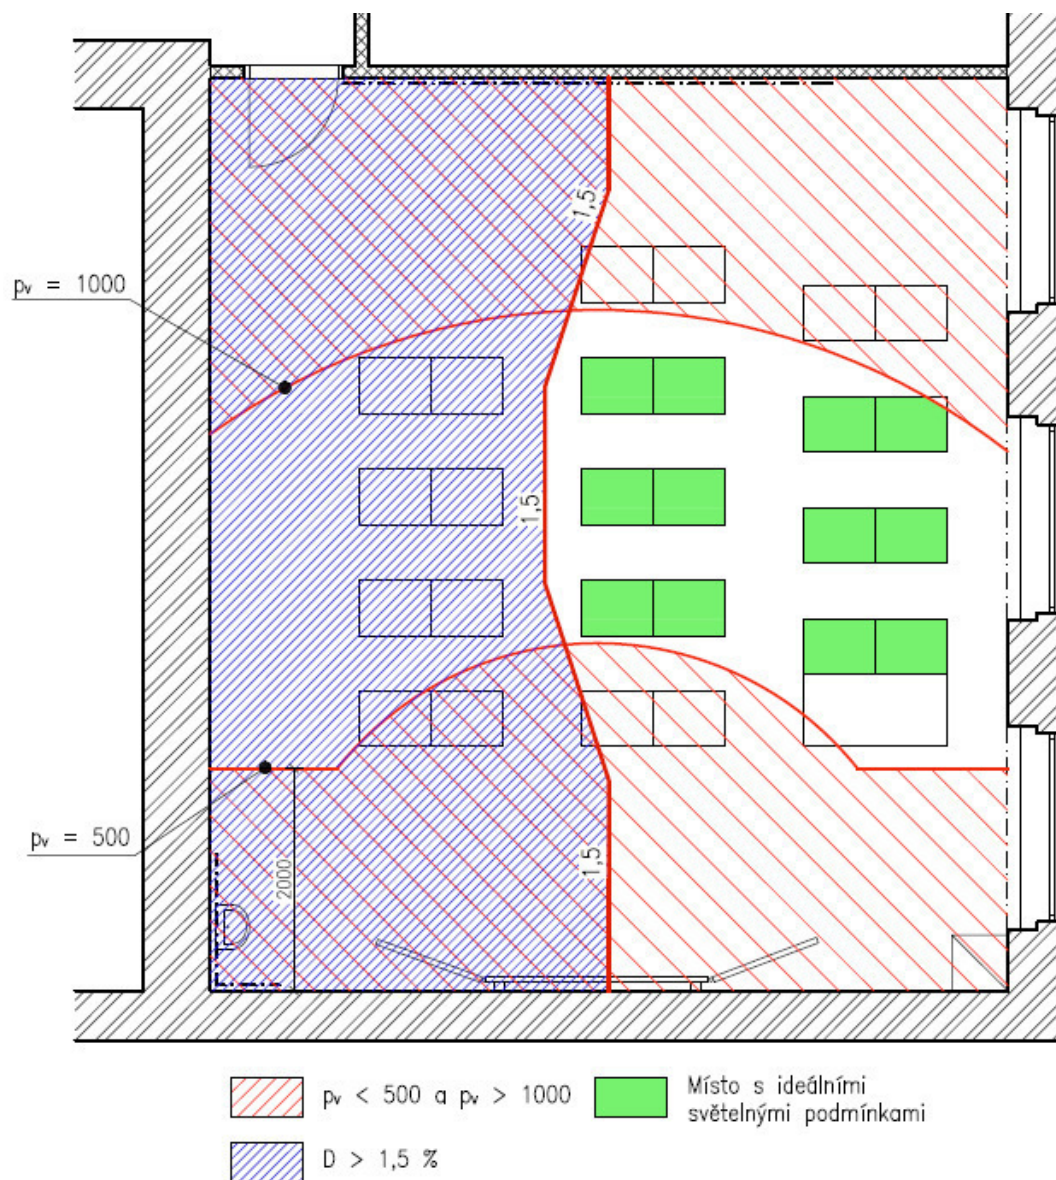 1,5
pᵥ = 1000
1,5
pᵥ = 500
2000
1,5
pᵥ < 500 a pᵥ > 1000
Místo s ideálními
světelnými podmínkami
D > 1,5 %